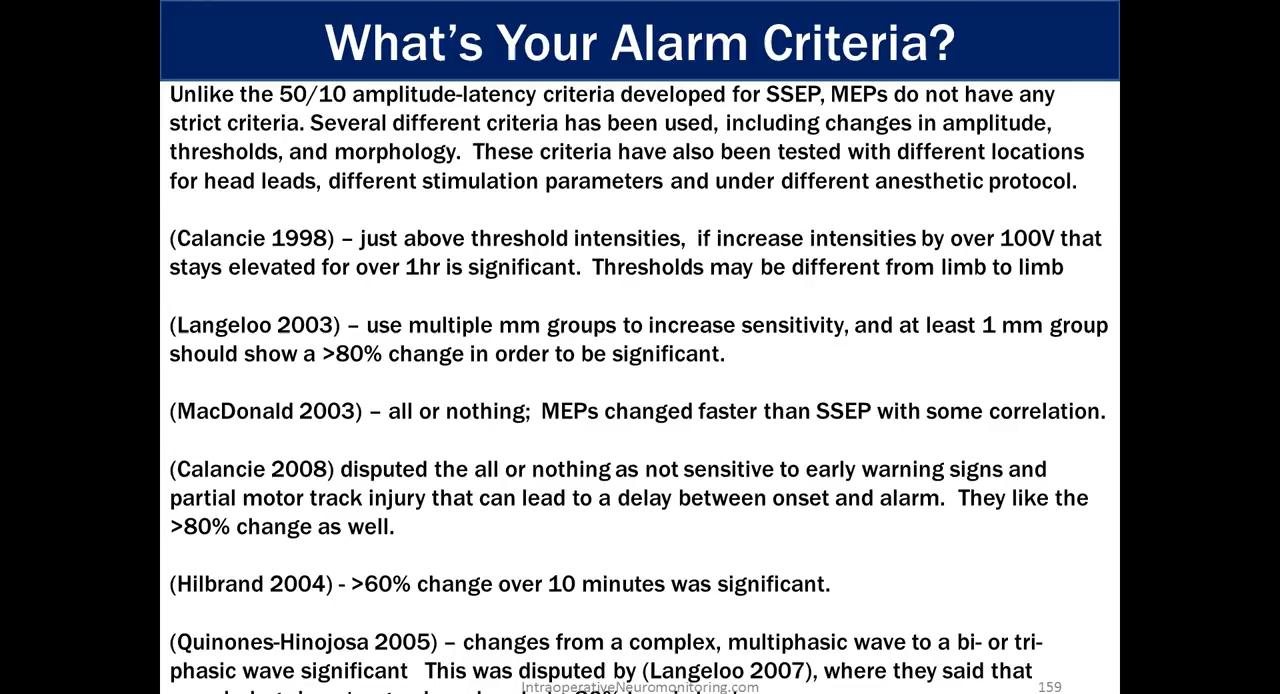 What's Your Alarm Criteria?
Unlike the 50/10 amplitude-latency criteria developed for SSEP, MEPs do not have any
strict criteria. Several different criteria has been used, including changes in amplitude,
thresholds, and morphology. These criteria have also been tested with different locations
for head leads, different stimulation parameters and under different anesthetic protocol.
(Calancie 1998) – just above threshold intensities, if increase intensities by over 100V that
stays elevated for over 1hr is significant. Thresholds may be different from limb to limb
(Langeloo 2003) – use multiple mm groups to increase sensitivity, and at least 1 mm group
should show a >80% change in order to be significant.
(MacDonald 2003) – all or nothing; MEPs changed faster than SSEP with some correlation.
(Calancie 2008) disputed the all or nothing as not sensitive to early warning signs and
partial motor track injury that can lead to a delay between onset and alarm. They like the
>80% change as well.
(Hilbrand 2004) - >60% change over 10 minutes was significant.
(Quinones-Hinojosa 2005) – changes from a complex, multiphasic wave to a bi- or tri-
phasic wave significant This was disputed by (Langeloo 2007), where they said that
IntraoperativeNeuromonitoring.com
159